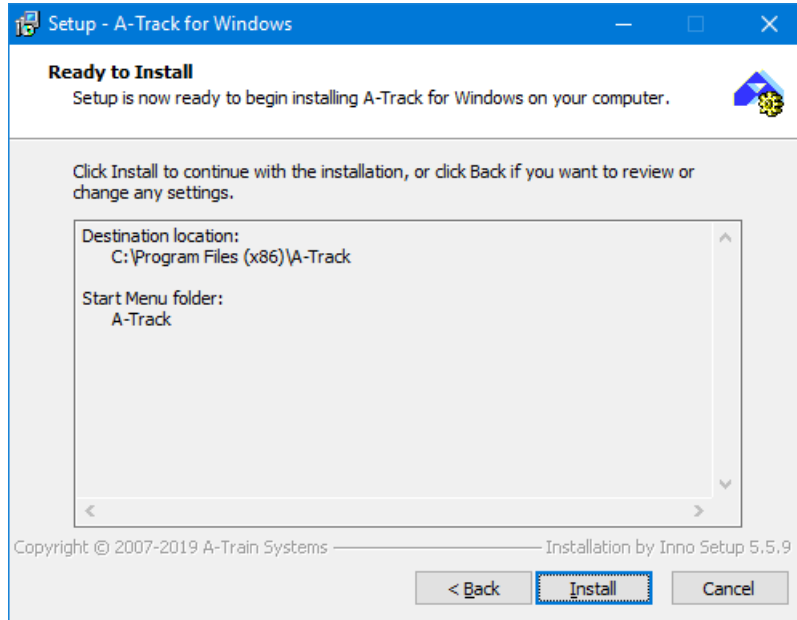 Setup - A-Track for Windows
Ready to Install
Setup is now ready to begin installing A-Track for Windows on your computer.
Click Install to continue with the installation, or click Back if you want to review or
change any settings.
Destination location:
C:\Program Files (x86)\A-Track
Start Menu folder:
A-Track
Copyright © 2007-2019 A-Train Systems
Installation by Inno Setup 5.5.9
< Back
Install
Cancel